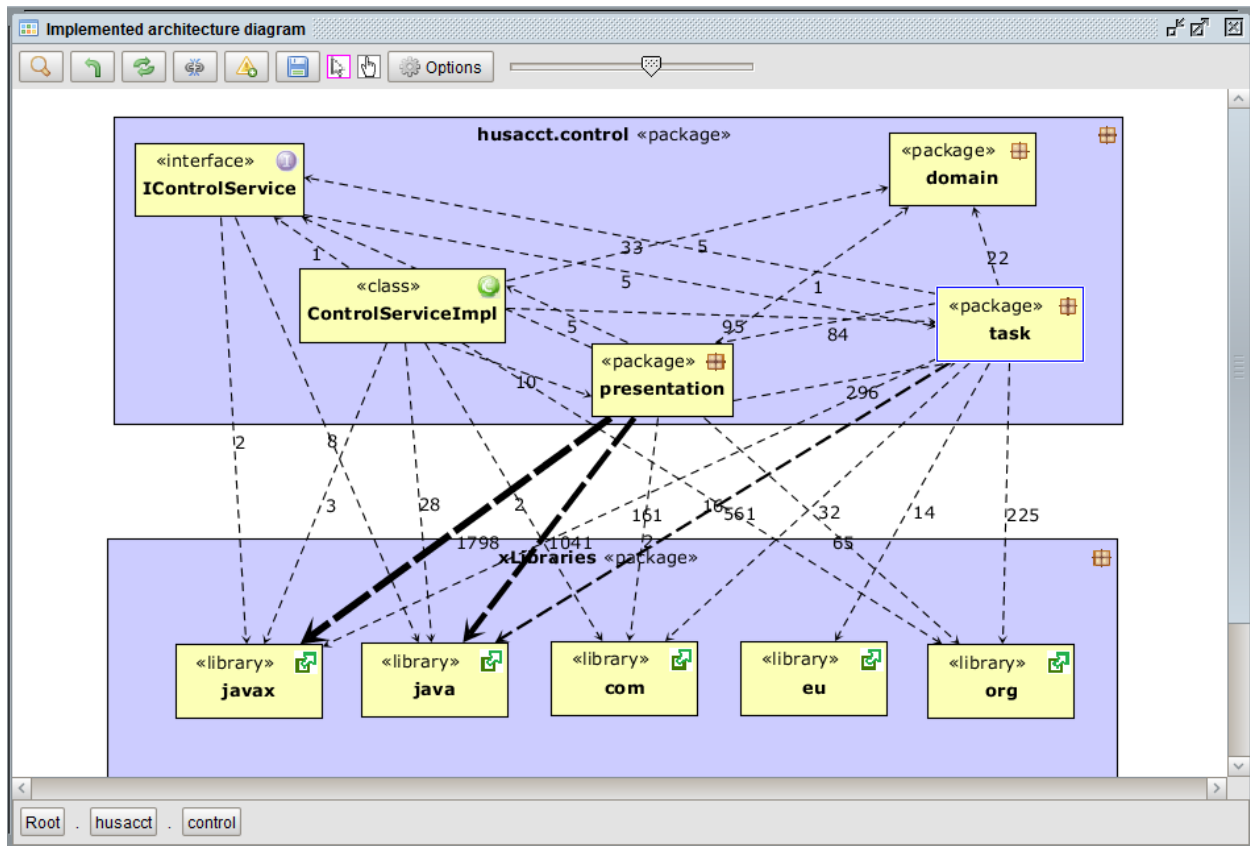 Implemented architecture diagram
Options
husacct.control «package»
«interface»
IControlService
«package»
domain
1
33
5
22
5
1
«class»
ControlServiceImpl
«package»
task
5
95
84
«package»
presentation
10
296
2
8
3
28
2
161
16
561
32
14
225
1798
1041
2
65
xLibraries «package»
«library»
javax
«library»
java
«library»
com
«library»
eu
«library»
org
Root . husacct . control